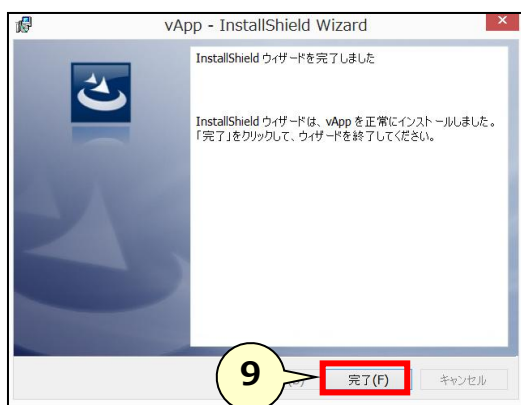 vApp - InstallShield Wizard
InstallShield ウィザードを完了しました
InstallShield ウィザードは、vApp を正常にインストールしました。
「完了」をクリックして、ウィザードを終了してください。
9
完了(F)
キャンセル